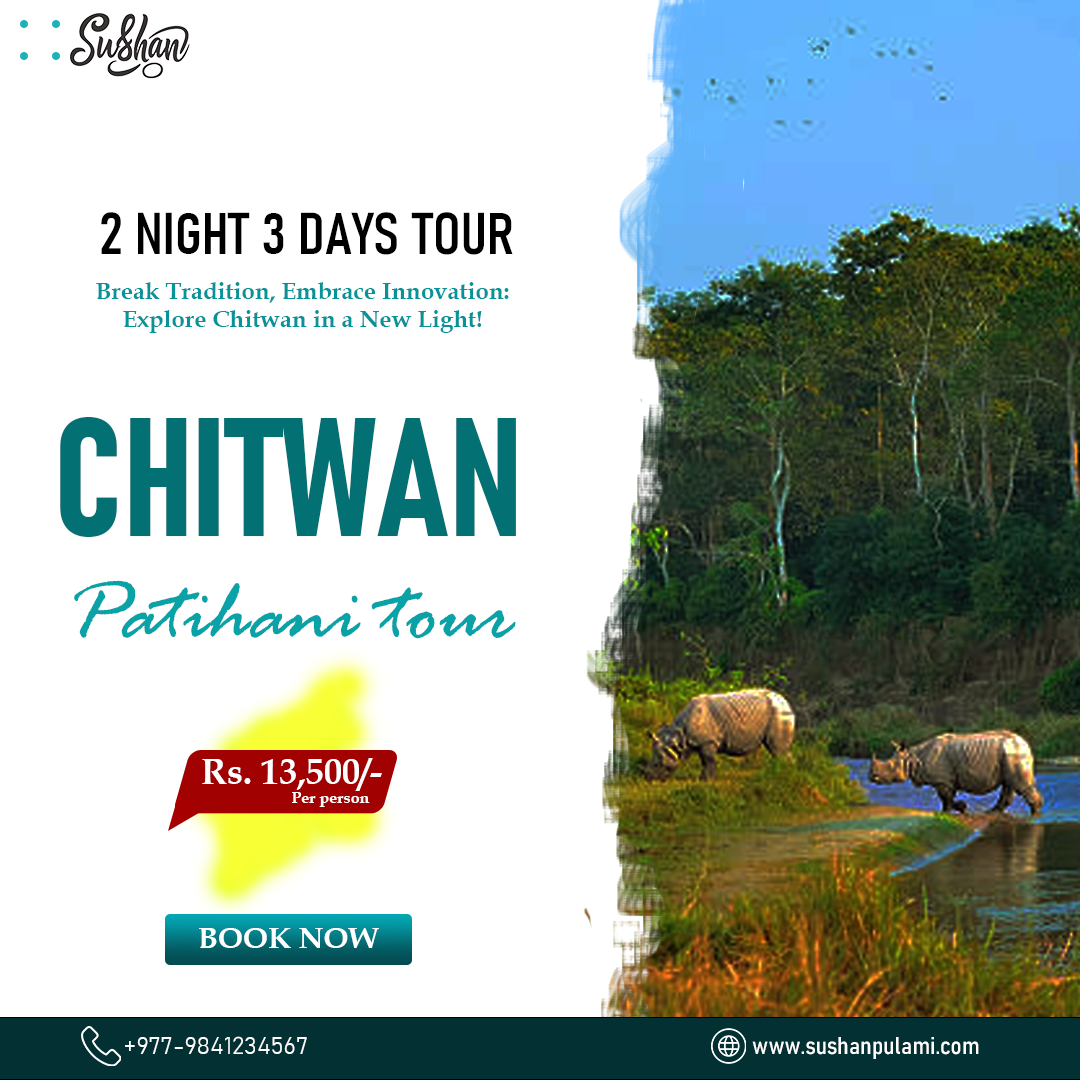 Sushan
2 NIGHT 3 DAYS TOUR
Break Tradition, Embrace Innovation:
Explore Chitwan in a New Light!
CHITWAN
Patihani tour
Rs. 13,500/-
Per person
BOOK NOW
+977-9841234567
www.sushanpulami.com